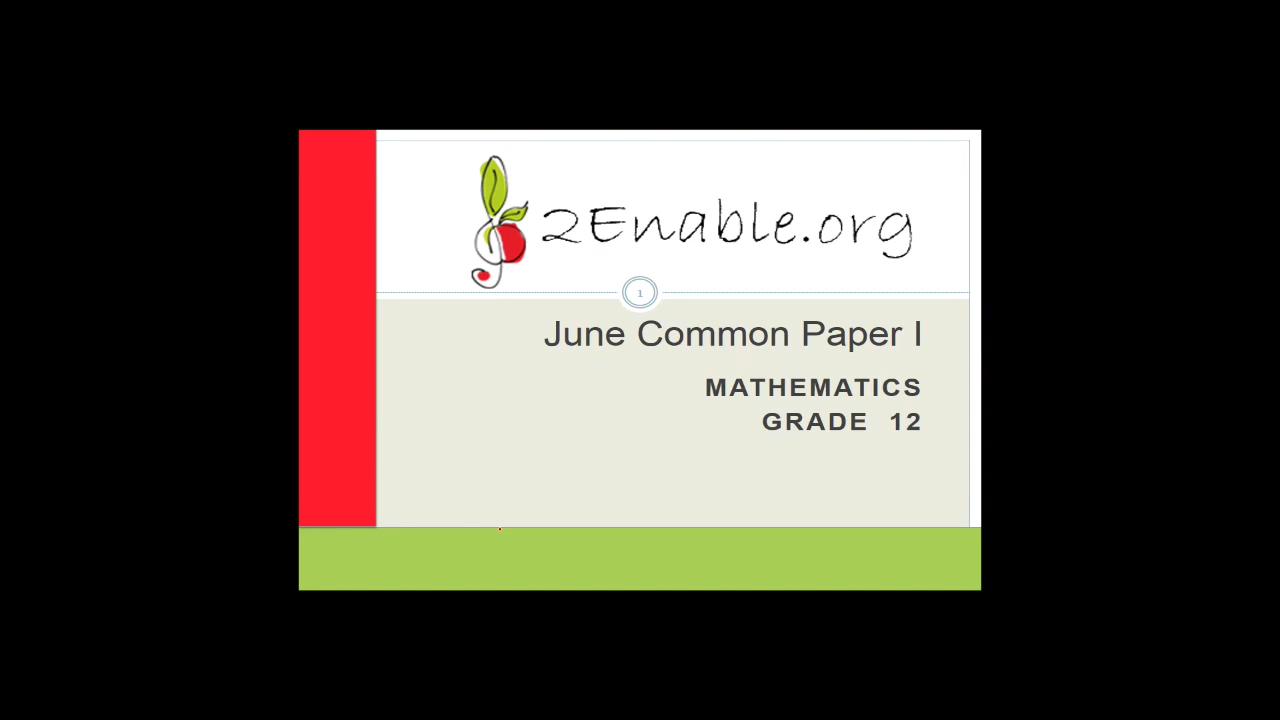 2Enable.org
1
June Common Paper I
MATHEMATICS
GRADE 12